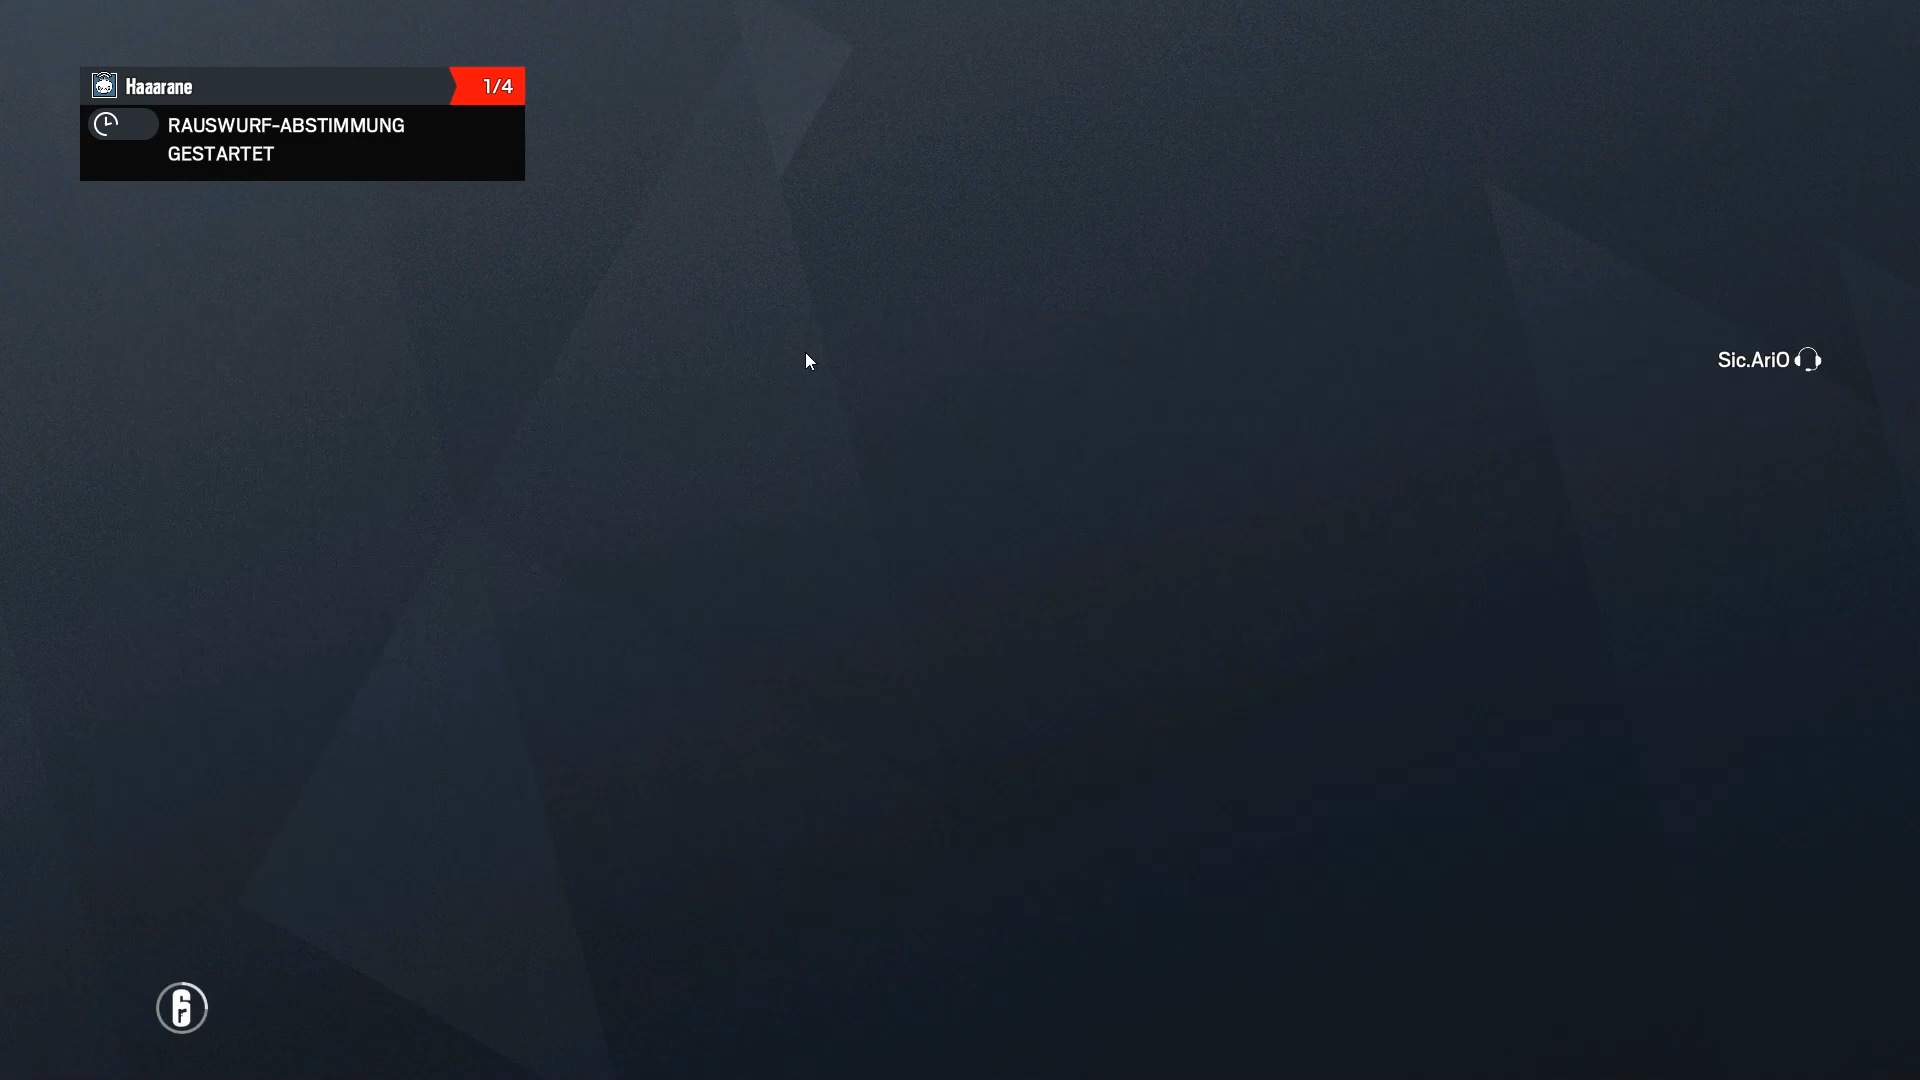 Haaarane
1/4
RAUSWURF-ABSTIMMUNG
GESTARTET
Sic.AriO